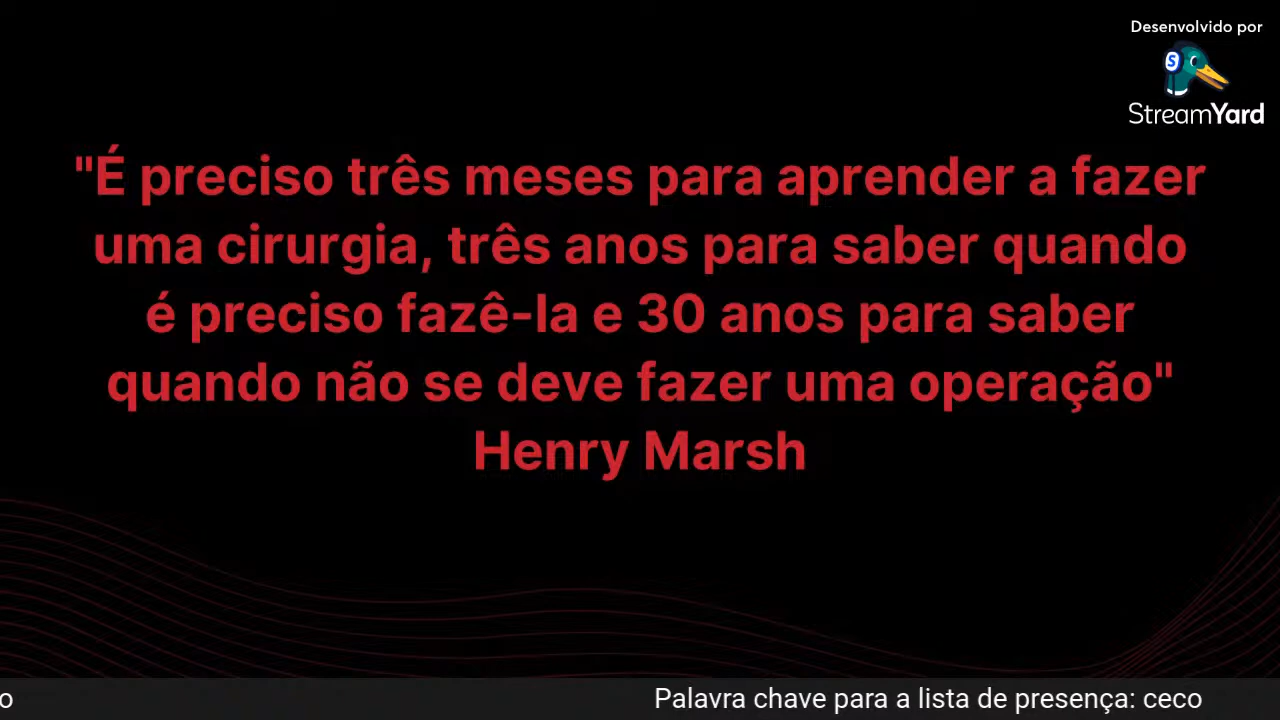 Desenvolvido por
StreamYard
"É preciso três meses para aprender a fazer
uma cirurgia, três anos para saber quando
é preciso fazê-la e 30 anos para saber
quando não se deve fazer uma operação"
Henry Marsh
o
Palavra chave para a lista de presença: ceco